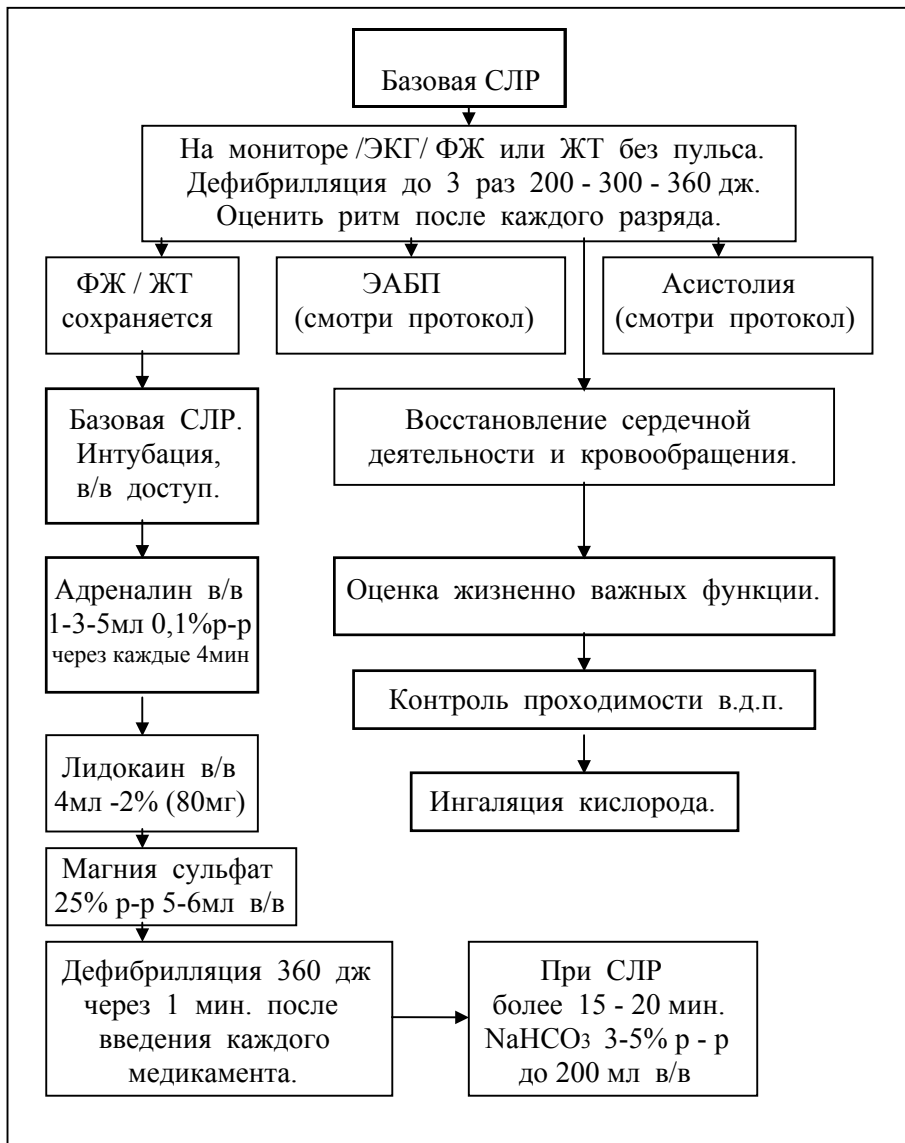 Базовая СЛР
На мониторе /ЭКГ/ ФЖ или ЖТ без пульса.
Дефибрилляция до 3 раз 200 - 300 - 360 дж.
Оценить ритм после каждого разряда.
ФЖ / ЖТ
сохраняется
ЭАБП
(смотри протокол)
Асистолия
(смотри протокол)
Базовая СЛР.
Интубация,
в/в доступ.
Восстановление сердечной
деятельности и кровообращения.
Адреналин в/в
1-3-5мл 0,1%р-р
через каждые 4мин
Оценка жизненно важных функции.
Контроль проходимости в.д.п.
Лидокаин в/в
4мл -2% (80мг)
Ингаляция кислорода.
Магния сульфат
25% р-р 5-6мл в/в
Дефибрилляция 360 дж
через 1 мин. после
введения каждого
медикамента.
При СЛР
более 15 - 20 мин.
NaHCO3 3-5% р - р
до 200 мл в/в